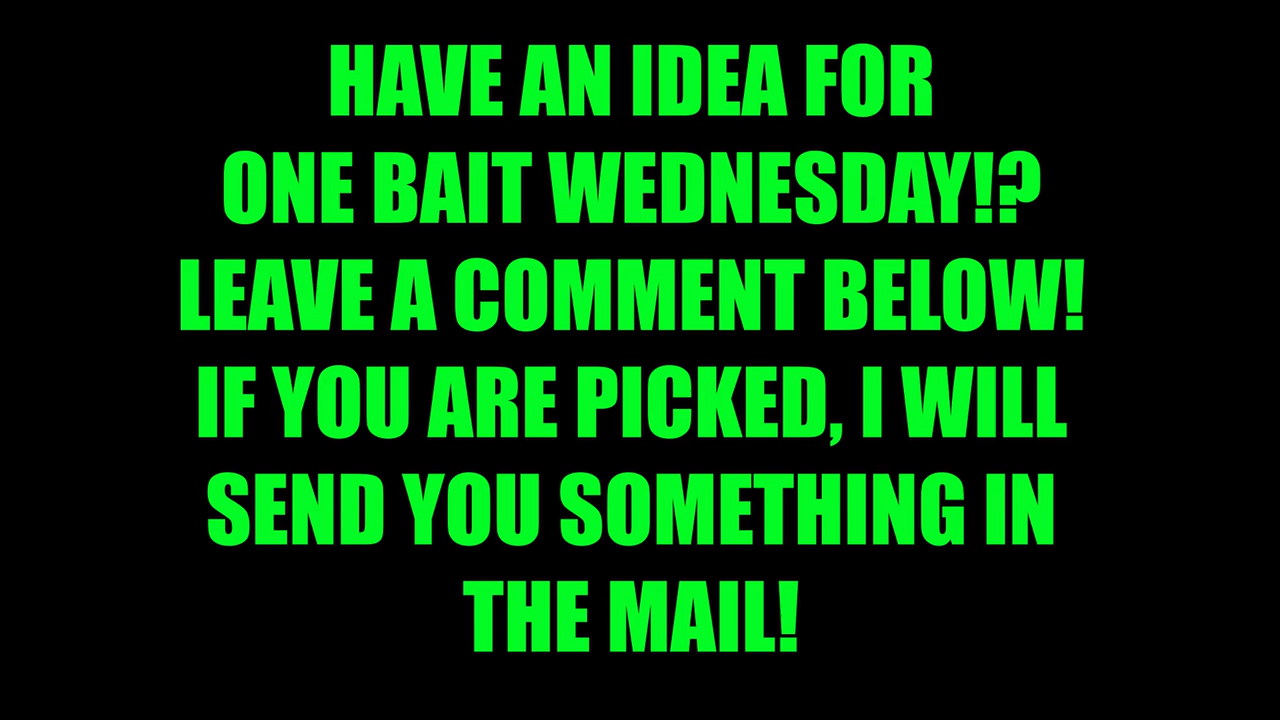 HAVE AN IDEA FOR
ONE BAIT WEDNESDAY!?
LEAVE A COMMENT BELOW!
IF YOU ARE PICKED, I WILL
SEND YOU SOMETHING IN
THE MAIL!